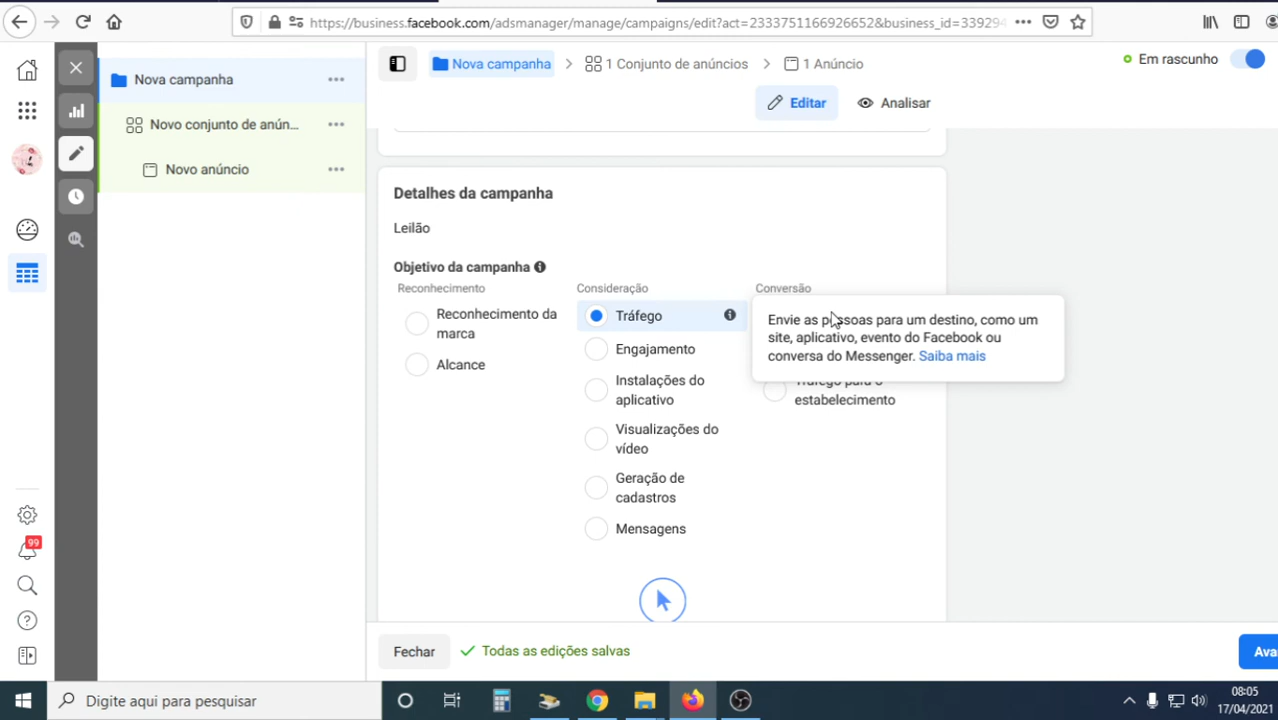 https://business.facebook.com/adsmanager/manage/campaigns/edit?act=2333751166926652&business_id=339294
Nova campanha
Novo conjunto de anún...
Novo anúncio
Nova campanha
1 Conjunto de anúncios
1 Anúncio
Em rascunho
Editar
Analisar
Detalhes da campanha
Leilão
Objetivo da campanha
Reconhecimento
Consideração
Conversão
Reconhecimento da
marca
Alcance
Tráfego
Engajamento
Instalações do
aplicativo
Visualizações do
vídeo
Geração de
cadastros
Mensagens
Envie as pessoas para um destino, como um
site, aplicativo, evento do Facebook ou
conversa do Messenger. Saiba mais
Tráfego para o
estabelecimento
99
Fechar
Todas as edições salvas
Ava
Digite aqui para pesquisar
08:05
17/04/2021